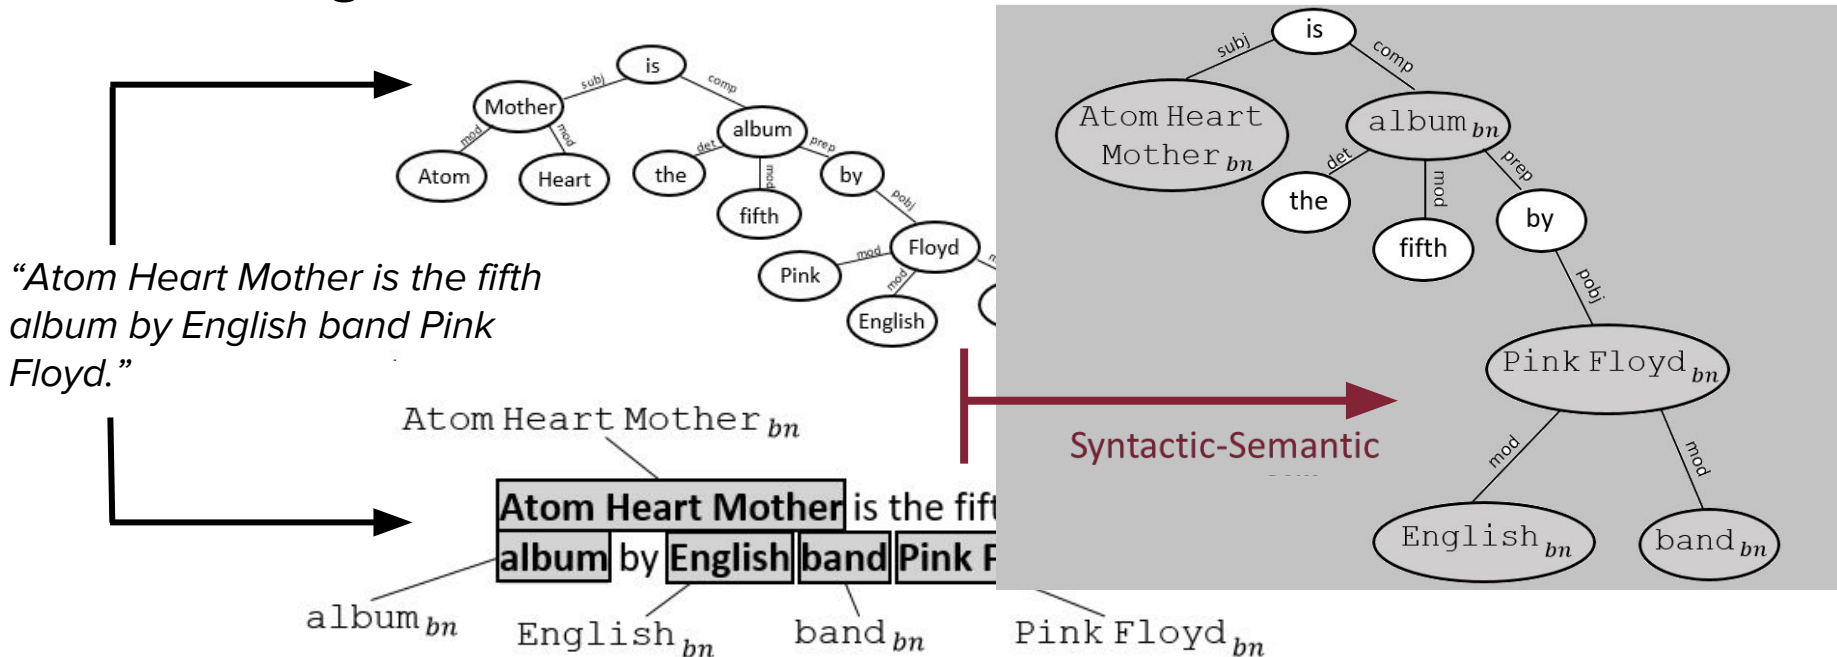 “Atom Heart Mother is the fifth
album by English band Pink
Floyd.”
is
subj
comp
Mother
album
mod
mod
det
mod
prep
Atom
Heart
the
fifth
by
pobj
Floyd
mod
mod
Pink
English
Atom Heart Mother bn
Atom Heart Mother is the fift
album by English band Pink F
album bn
English bn
band bn
Pink Floyd bn
Syntactic-Semantic
is
subj
comp
Atom Heart
Mother bn
album bn
det
mod
prep
the
fifth
by
pobj
Pink Floyd bn
mod
mod
English bn
band bn